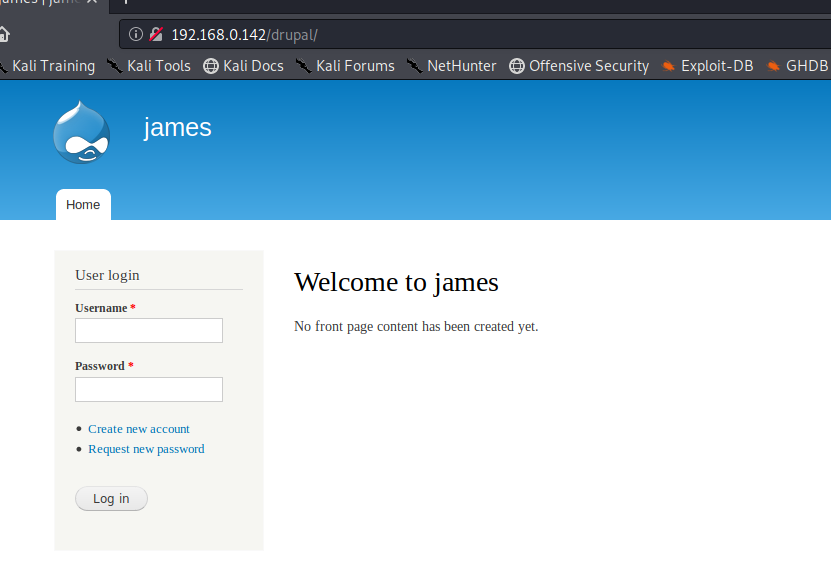 192.168.0.142/drupal/
Kali Training Kali Tools Kali Docs Kali Forums NetHunter Offensive Security Exploit-DB GHDB
james
Home
User login
Username *
Password *
Create new account
Request new password
Log in
Welcome to james
No front page content has been created yet.